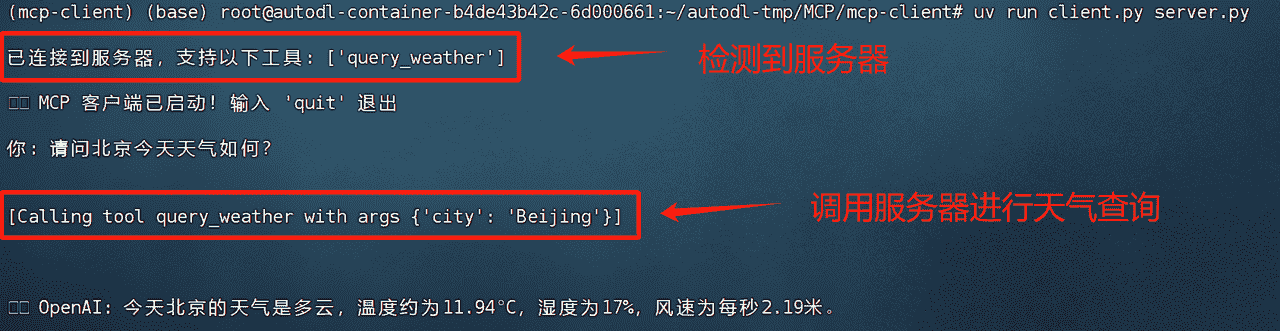 (mcp-client) (base) root@autodl-container-b4de43b42c-6d000661:~/autodl-tmp/MCP/mcp-client# uv run client.py server.py
已连接到服务器，支持以下工具：['query_weather']
检测到服务器
MCP 客户端已启动！输入 'quit' 退出
你：请问北京今天天气如何？
[Calling tool query_weather with args {'city': 'Beijing'}]
调用服务器进行天气查询
OpenAI: 今天北京的天气是多云，温度约为11.94°C，湿度为17%，风速为每秒2.19米。